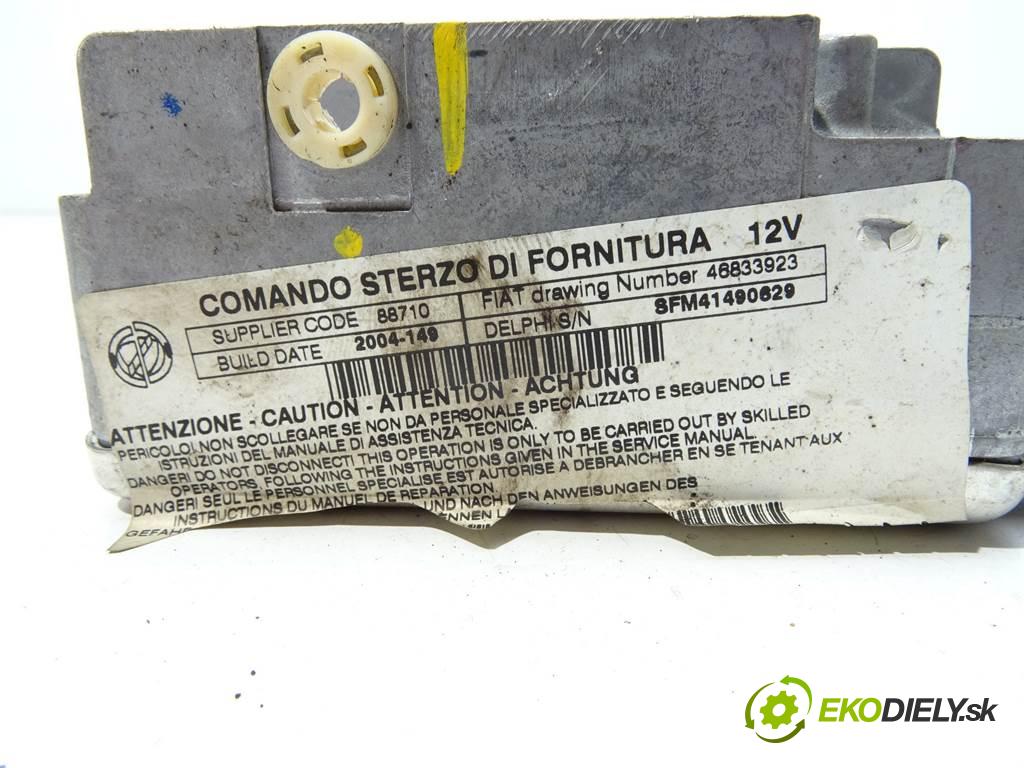 COMANDO STERZO DI FORNITURA 12V
SUPPLIER CODE 88710 FIAT drawing Number 46833923
BUILD DATE 2004-149 DELPHI S/N SFM41490629
ATTENZIONE - CAUTION - ATTENTION - ACHTUNG
PERICOLO! NON SCOLLEGARE SE NON DA PERSONALE SPECIALIZZATO E SEGUENDO LE
ISTRUZIONI DEL MANUALE DI ASSISTENZA TECNICA.
DANGER! DO NOT DISCONNECT! THIS OPERATION IS ONLY TO BE CARRIED OUT BY SKILLED
OPERATORS, FOLLOWING THE INSTRUCTIONS GIVEN IN THE SERVICE MANUAL.
DANGER! SEUL LE PERSONNEL SPECIALISE EST AUTORISE A DEBRANCHER EN SE TENANT AUX
INSTRUCTIONS DU MANUEL DE REPARATION.
UND NACH DEN ANWEISUNGEN DES
EKODIELY.sk